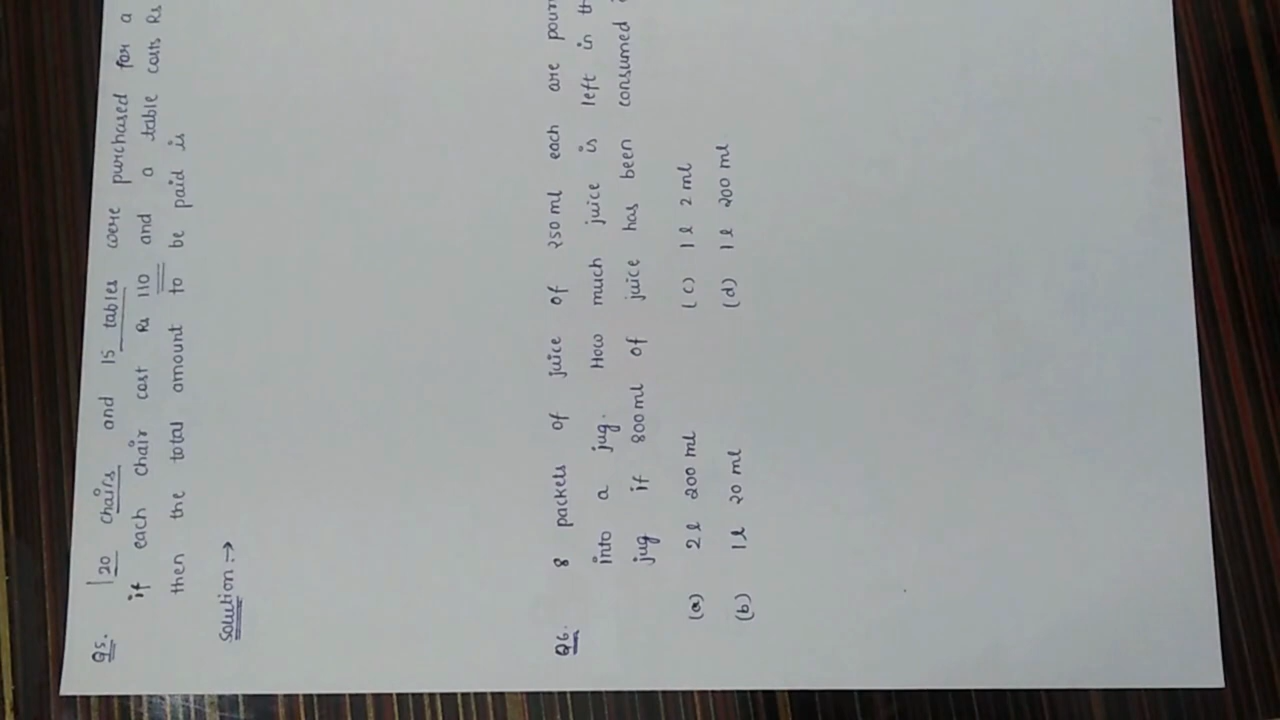 Q5. 20 chairs and 15 tables were purchased for a
if each chair cost Rs 110 and a table costs Rs
then the total amount to be paid is
Solution :→
Q6. 8 packets of juice of 250 ml each are
into a jug. How much juice is left in
jug if 800 ml of juice has been consumed
(a) 2 l 200 ml (c) 1 l 2 ml
(b) 1 l 20 ml (d) 1 l 200 ml